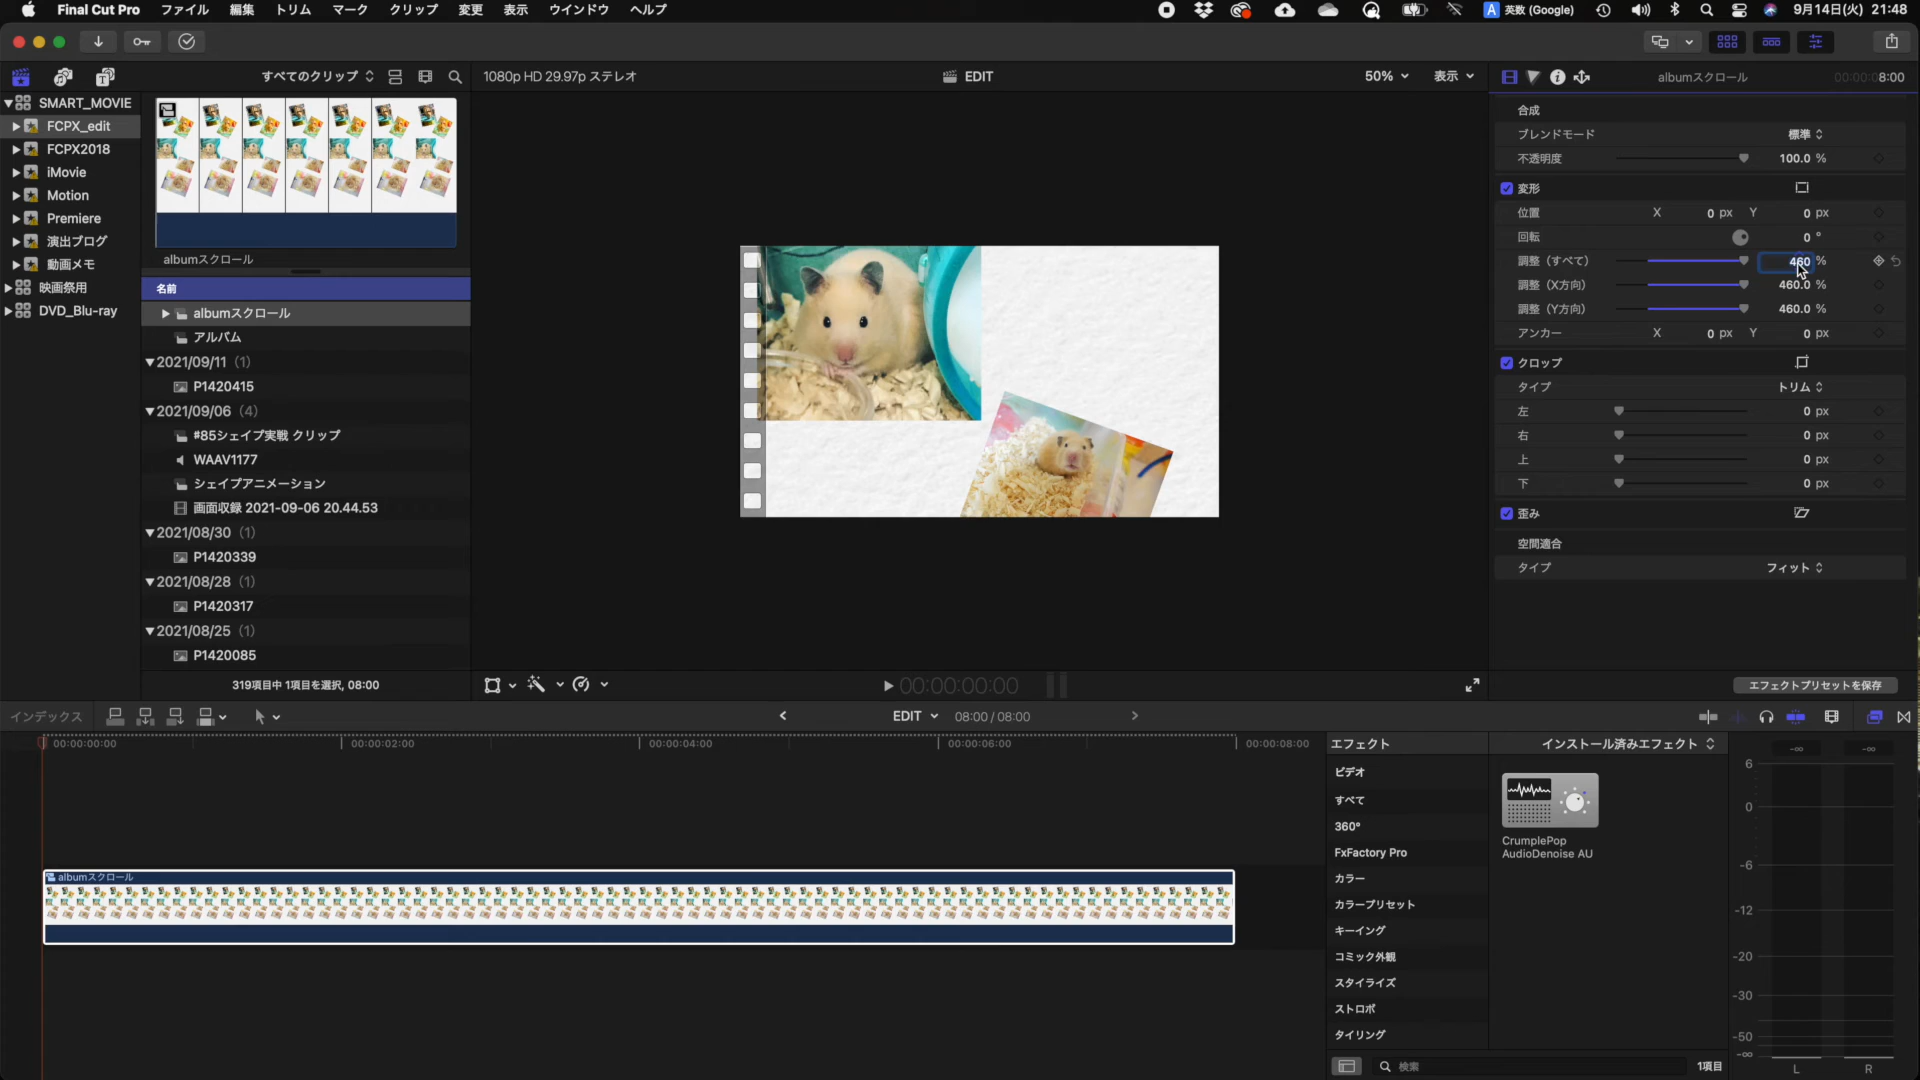 Final Cut Pro ファイル 編集 トリム マーク クリップ 変更 表示 ウインドウ ヘルプ A 英数 (Google) 9月14日(火) 21:48
すべてのクリップ 1080p HD 29.97p ステレオ EDIT 50% 表示 albumスクロール 00:00:08:00
SMART_MOVIE
FCPX_edit
FCPX2018
iMovie
Motion
Premiere
演出ブログ
動画メモ
映画祭用
DVD_Blu-ray
albumスクロール
名前
albumスクロール
アルバム
2021/09/11 (1)
P1420415
2021/09/06 (4)
#85シェイプ実戦 クリップ
WAAV1177
シェイプアニメーション
画面収録 2021-09-06 20.44.53
2021/08/30 (1)
P1420339
2021/08/28 (1)
P1420317
2021/08/25 (1)
P1420085
319項目中 1項目を選択, 08:00
00:00:00:00
合成
ブレンドモード 標準
不透明度 100.0 %
変形
位置 X 0 px Y 0 px
回転 0 °
調整（すべて） 460 %
調整（X方向） 460.0 %
調整（Y方向） 460.0 %
アンカー X 0 px Y 0 px
クロップ
タイプ トリム
左 0 px
右 0 px
上 0 px
下 0 px
歪み
空間適合
タイプ フィット
エフェクトプリセットを保存
インデックス EDIT 08:00 / 08:00
00:00:00:00 00:00:02:00 00:00:04:00 00:00:06:00 00:00:08:00
albumスクロール
エフェクト インストール済みエフェクト
ビデオ
すべて
360°
FxFactory Pro
カラー
カラープリセット
キーイング
コミック外観
スタイライズ
ストロボ
タイリング
CrumplePop
AudioDenoise AU
検索 1項目
-∞ -∞
6
0
-6
-12
-20
-30
-50
-∞
L R